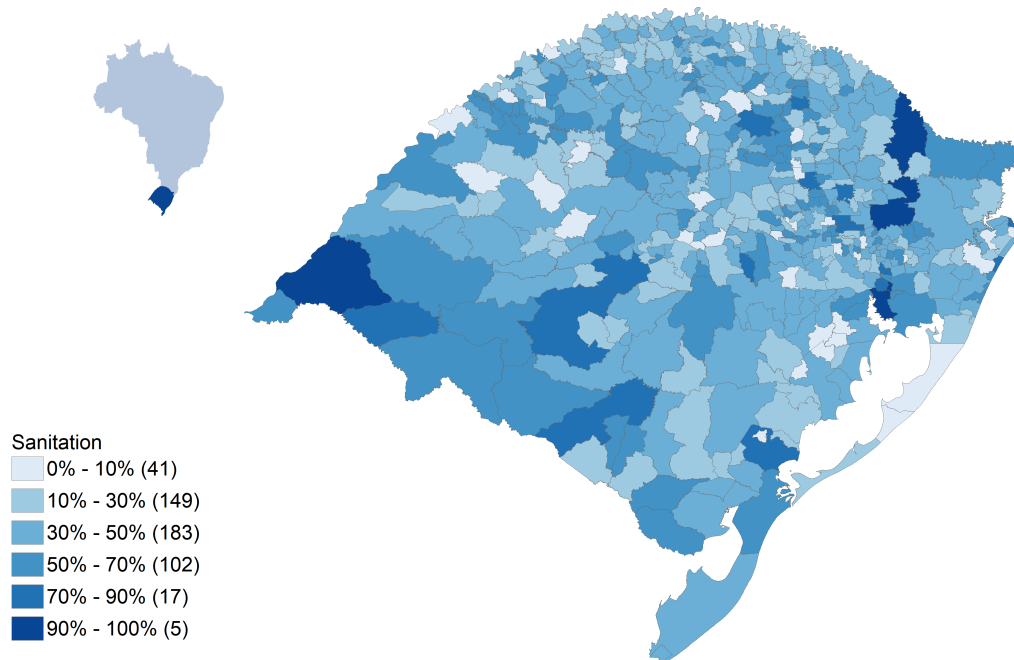 Sanitation
0% - 10% (41)
10% - 30% (149)
30% - 50% (183)
50% - 70% (102)
70% - 90% (17)
90% - 100% (5)